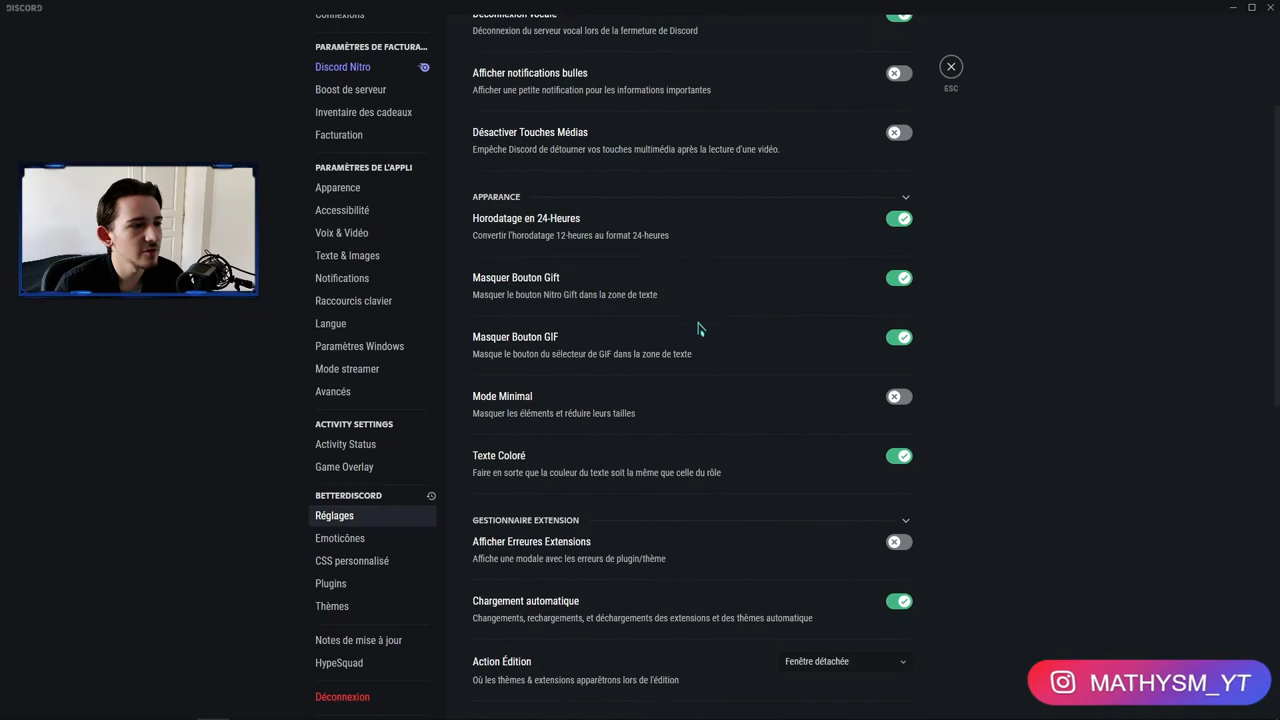 DISCORD
Connexions
PARAMÈTRES DE FACTURA...
Discord Nitro
Boost de serveur
Inventaire des cadeaux
Facturation
PARAMÈTRES DE L'APPLI
Apparence
Accessibilité
Voix & Vidéo
Texte & Images
Notifications
Raccourcis clavier
Langue
Paramètres Windows
Mode streamer
Avancés
ACTIVITY SETTINGS
Activity Status
Game Overlay
BETTERDISCORD
Réglages
Emoticônes
CSS personnalisé
Plugins
Thèmes
Notes de mise à jour
HypeSquad
Déconnexion
Déconnexion vocale
Déconnexion du serveur vocal lors de la fermeture de Discord
Afficher notifications bulles
Afficher une petite notification pour les informations importantes
Désactiver Touches Médias
Empêche Discord de détourner vos touches multimédia après la lecture d'une vidéo.
APPARANCE
Horodatage en 24-Heures
Convertir l'horodatage 12-heures au format 24-heures
Masquer Bouton Gift
Masquer le bouton Nitro Gift dans la zone de texte
Masquer Bouton GIF
Masque le bouton du sélecteur de GIF dans la zone de texte
Mode Minimal
Masquer les éléments et réduire leurs tailles
Texte Coloré
Faire en sorte que la couleur du texte soit la même que celle du rôle
GESTIONNAIRE EXTENSION
Afficher Erreures Extensions
Affiche une modale avec les erreurs de plugin/thème
Chargement automatique
Changements, rechargements, et déchargements des extensions et des thèmes automatique
Action Édition
Fenêtre détachée
Où les thèmes & extensions apparêtrons lors de l'édition
ESC
MATHYSM_YT